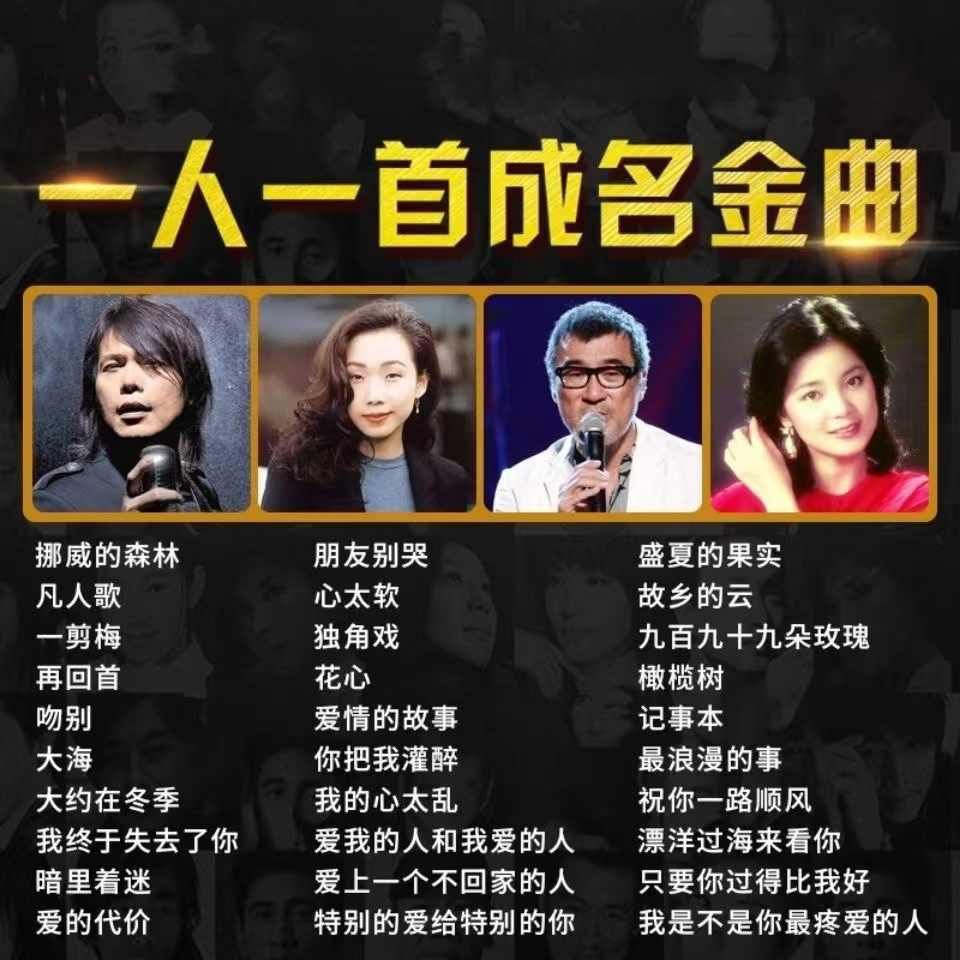 一人一首成名金曲
挪威的森林
凡人歌
一剪梅
再回首
吻别
大海
大约在冬季
我终于失去了你
暗里着迷
爱的代价
朋友别哭
心太软
独角戏
花心
爱情的故事
你把我灌醉
我的心太乱
爱我的人和我爱的人
爱上一个不回家的人
特别的爱给特别的你
盛夏的果实
故乡的云
九百九十九朵玫瑰
橄榄树
记事本
最浪漫的事
祝你一路顺风
漂洋过海来看你
只要你过得比我好
我是不是你最疼爱的人